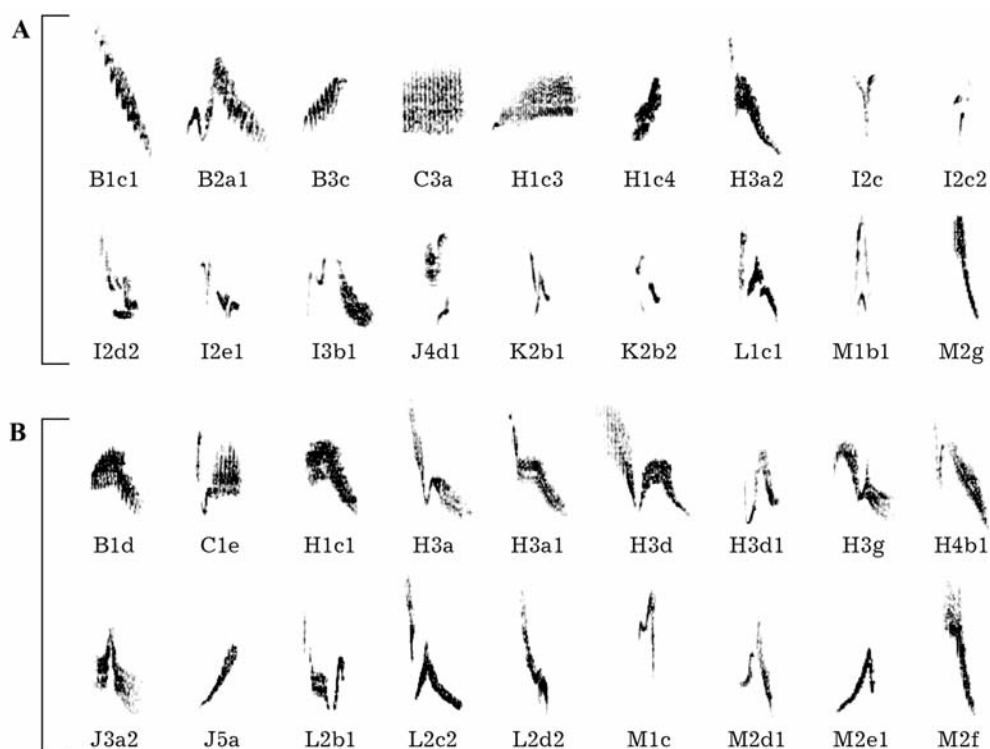 A
B1c1 B2a1 B3c C3a H1c3 H1c4 H3a2 I2c I2c2
I2d2 I2e1 I3b1 J4d1 K2b1 K2b2 L1c1 M1b1 M2g
B
B1d C1e H1c1 H3a H3a1 H3d H3d1 H3g H4b1
J3a2 J5a L2b1 L2c2 L2d2 M1c M2d1 M2e1 M2f